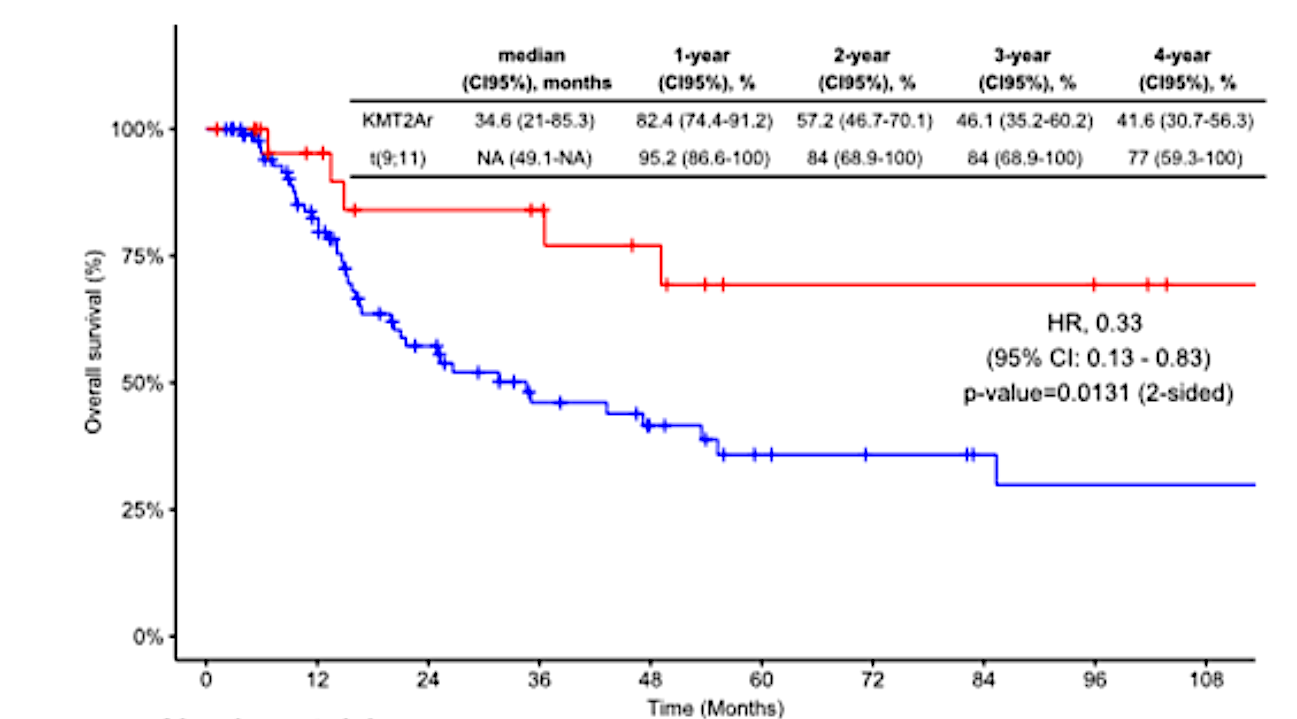 median 1-year 2-year 3-year 4-year
(CI95%), months (CI95%), % (CI95%), % (CI95%), % (CI95%), %
KMT2Ar 34.6 (21-85.3) 82.4 (74.4-91.2) 57.2 (46.7-70.1) 46.1 (35.2-60.2) 41.6 (30.7-56.3)
t(9;11) NA (49.1-NA) 95.2 (86.6-100) 84 (68.9-100) 84 (68.9-100) 77 (59.3-100)
100%
75%
50%
25%
0%
Overall survival (%)
HR, 0.33
(95% CI: 0.13 - 0.83)
p-value=0.0131 (2-sided)
0 12 24 36 48 60 72 84 96 108
Time (Months)